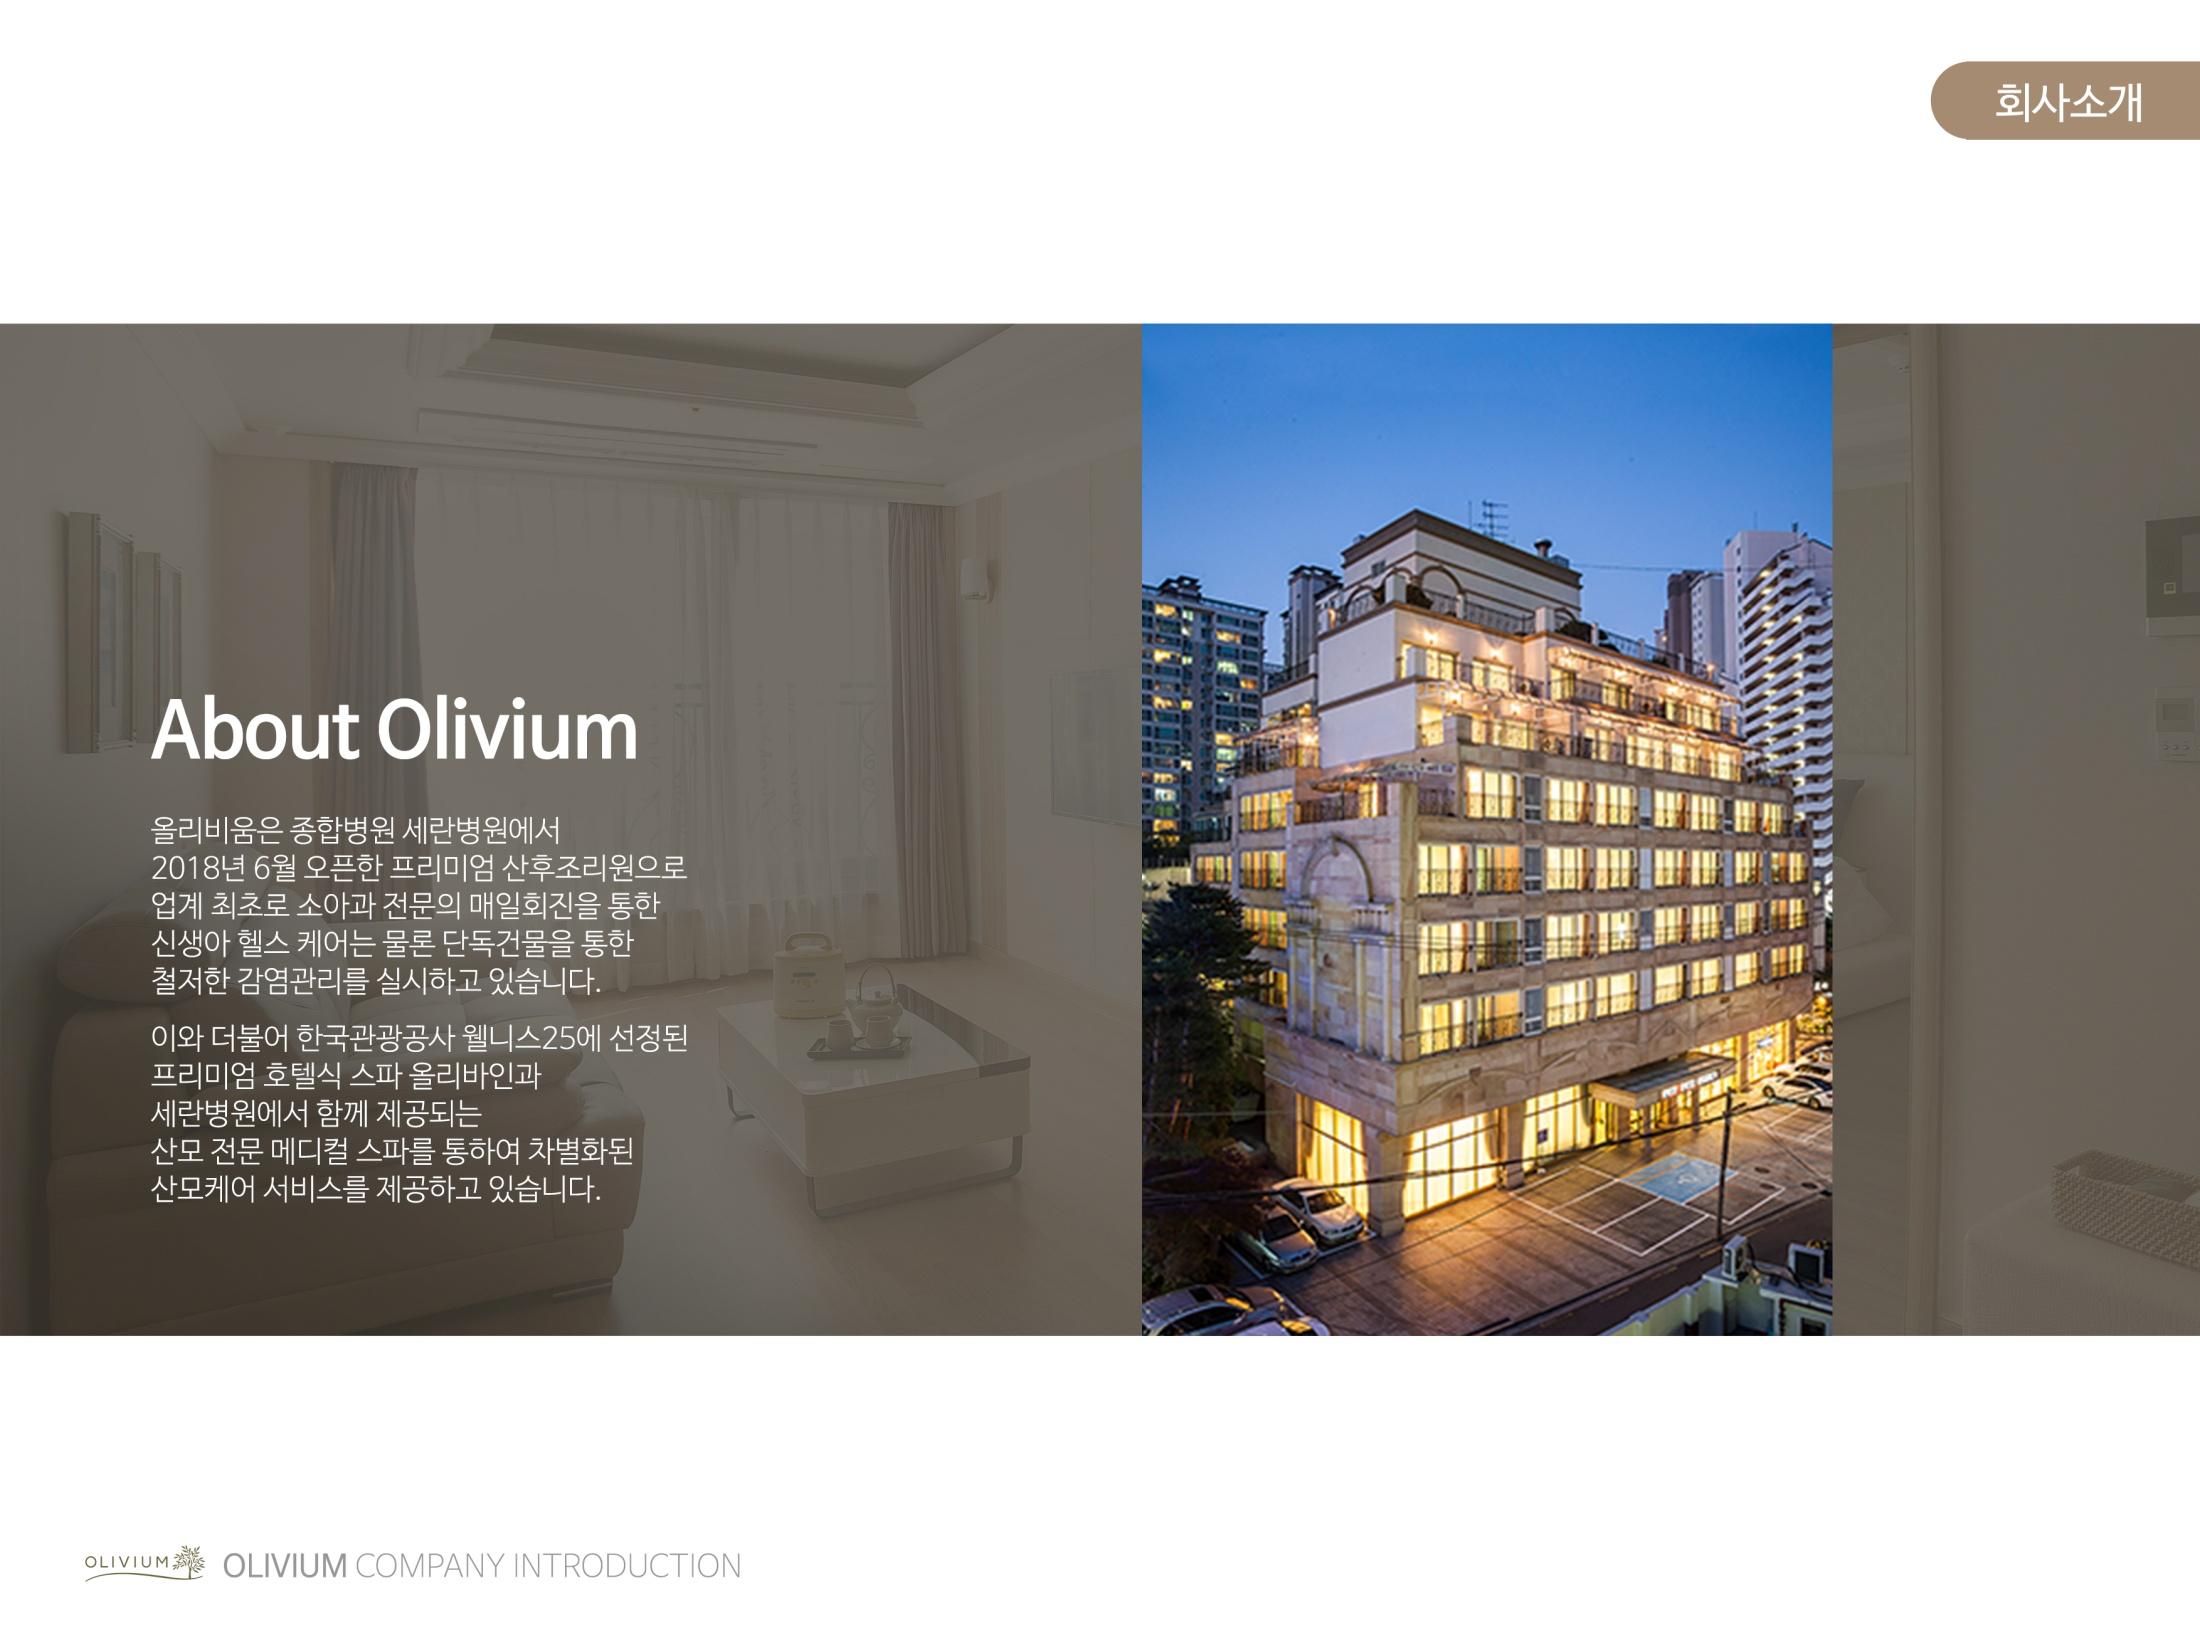 회사소개
About Olivium
올리비움은 종합병원 세란병원에서
2018년 6월 오픈한 프리미엄 산후조리원으로
업계 최초로 소아과 전문의 매일회진을 통한
신생아 헬스 케어는 물론 단독건물을 통한
철저한 감염관리를 실시하고 있습니다.
이와 더불어 한국관광공사 웰니스25에 선정된
프리미엄 호텔식 스파 올리바인과
세란병원에서 함께 제공되는
산모 전문 메디컬 스파를 통하여 차별화된
산모케어 서비스를 제공하고 있습니다.
OLIVIUM OLIVIUM COMPANY INTRODUCTION